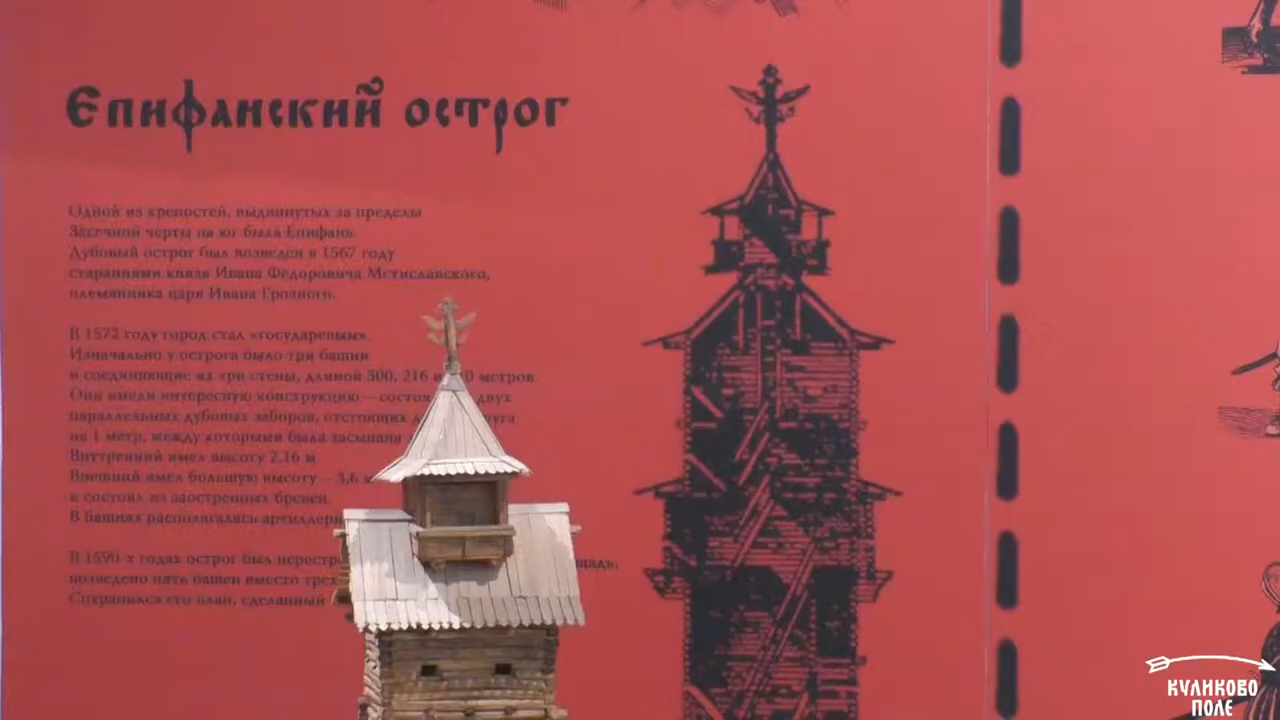 Епифанский острог
Одной из крепостей, выдвинутых за пределы
Засечной черты на юг была Епифань.
Дубовый острог был возведен в 1567 году
стараниями князя Ивана Федоровича Мстиславского,
племянника царя Ивана Грозного.
В 1572 году город стал «государевым».
Изначально у острога было три башни
и соединяющие их три стены, длиной 300, 216 и 0 метров.
Они имели интересную конструкцию — двух
параллельных дубовых заборов, отстоящих
на 1 метр, между которыми была засыпана
Внутренний имел высоту 2,16 м
Внешний имел большую высоту — 3,6
и состоял из заостренных бревен.
В башнях располагалась
В 1590-х годах острог был
возведено пять башен вместо трех
Сохранился его план, сделанный
КУЛИКОВО
ПОЛЕ